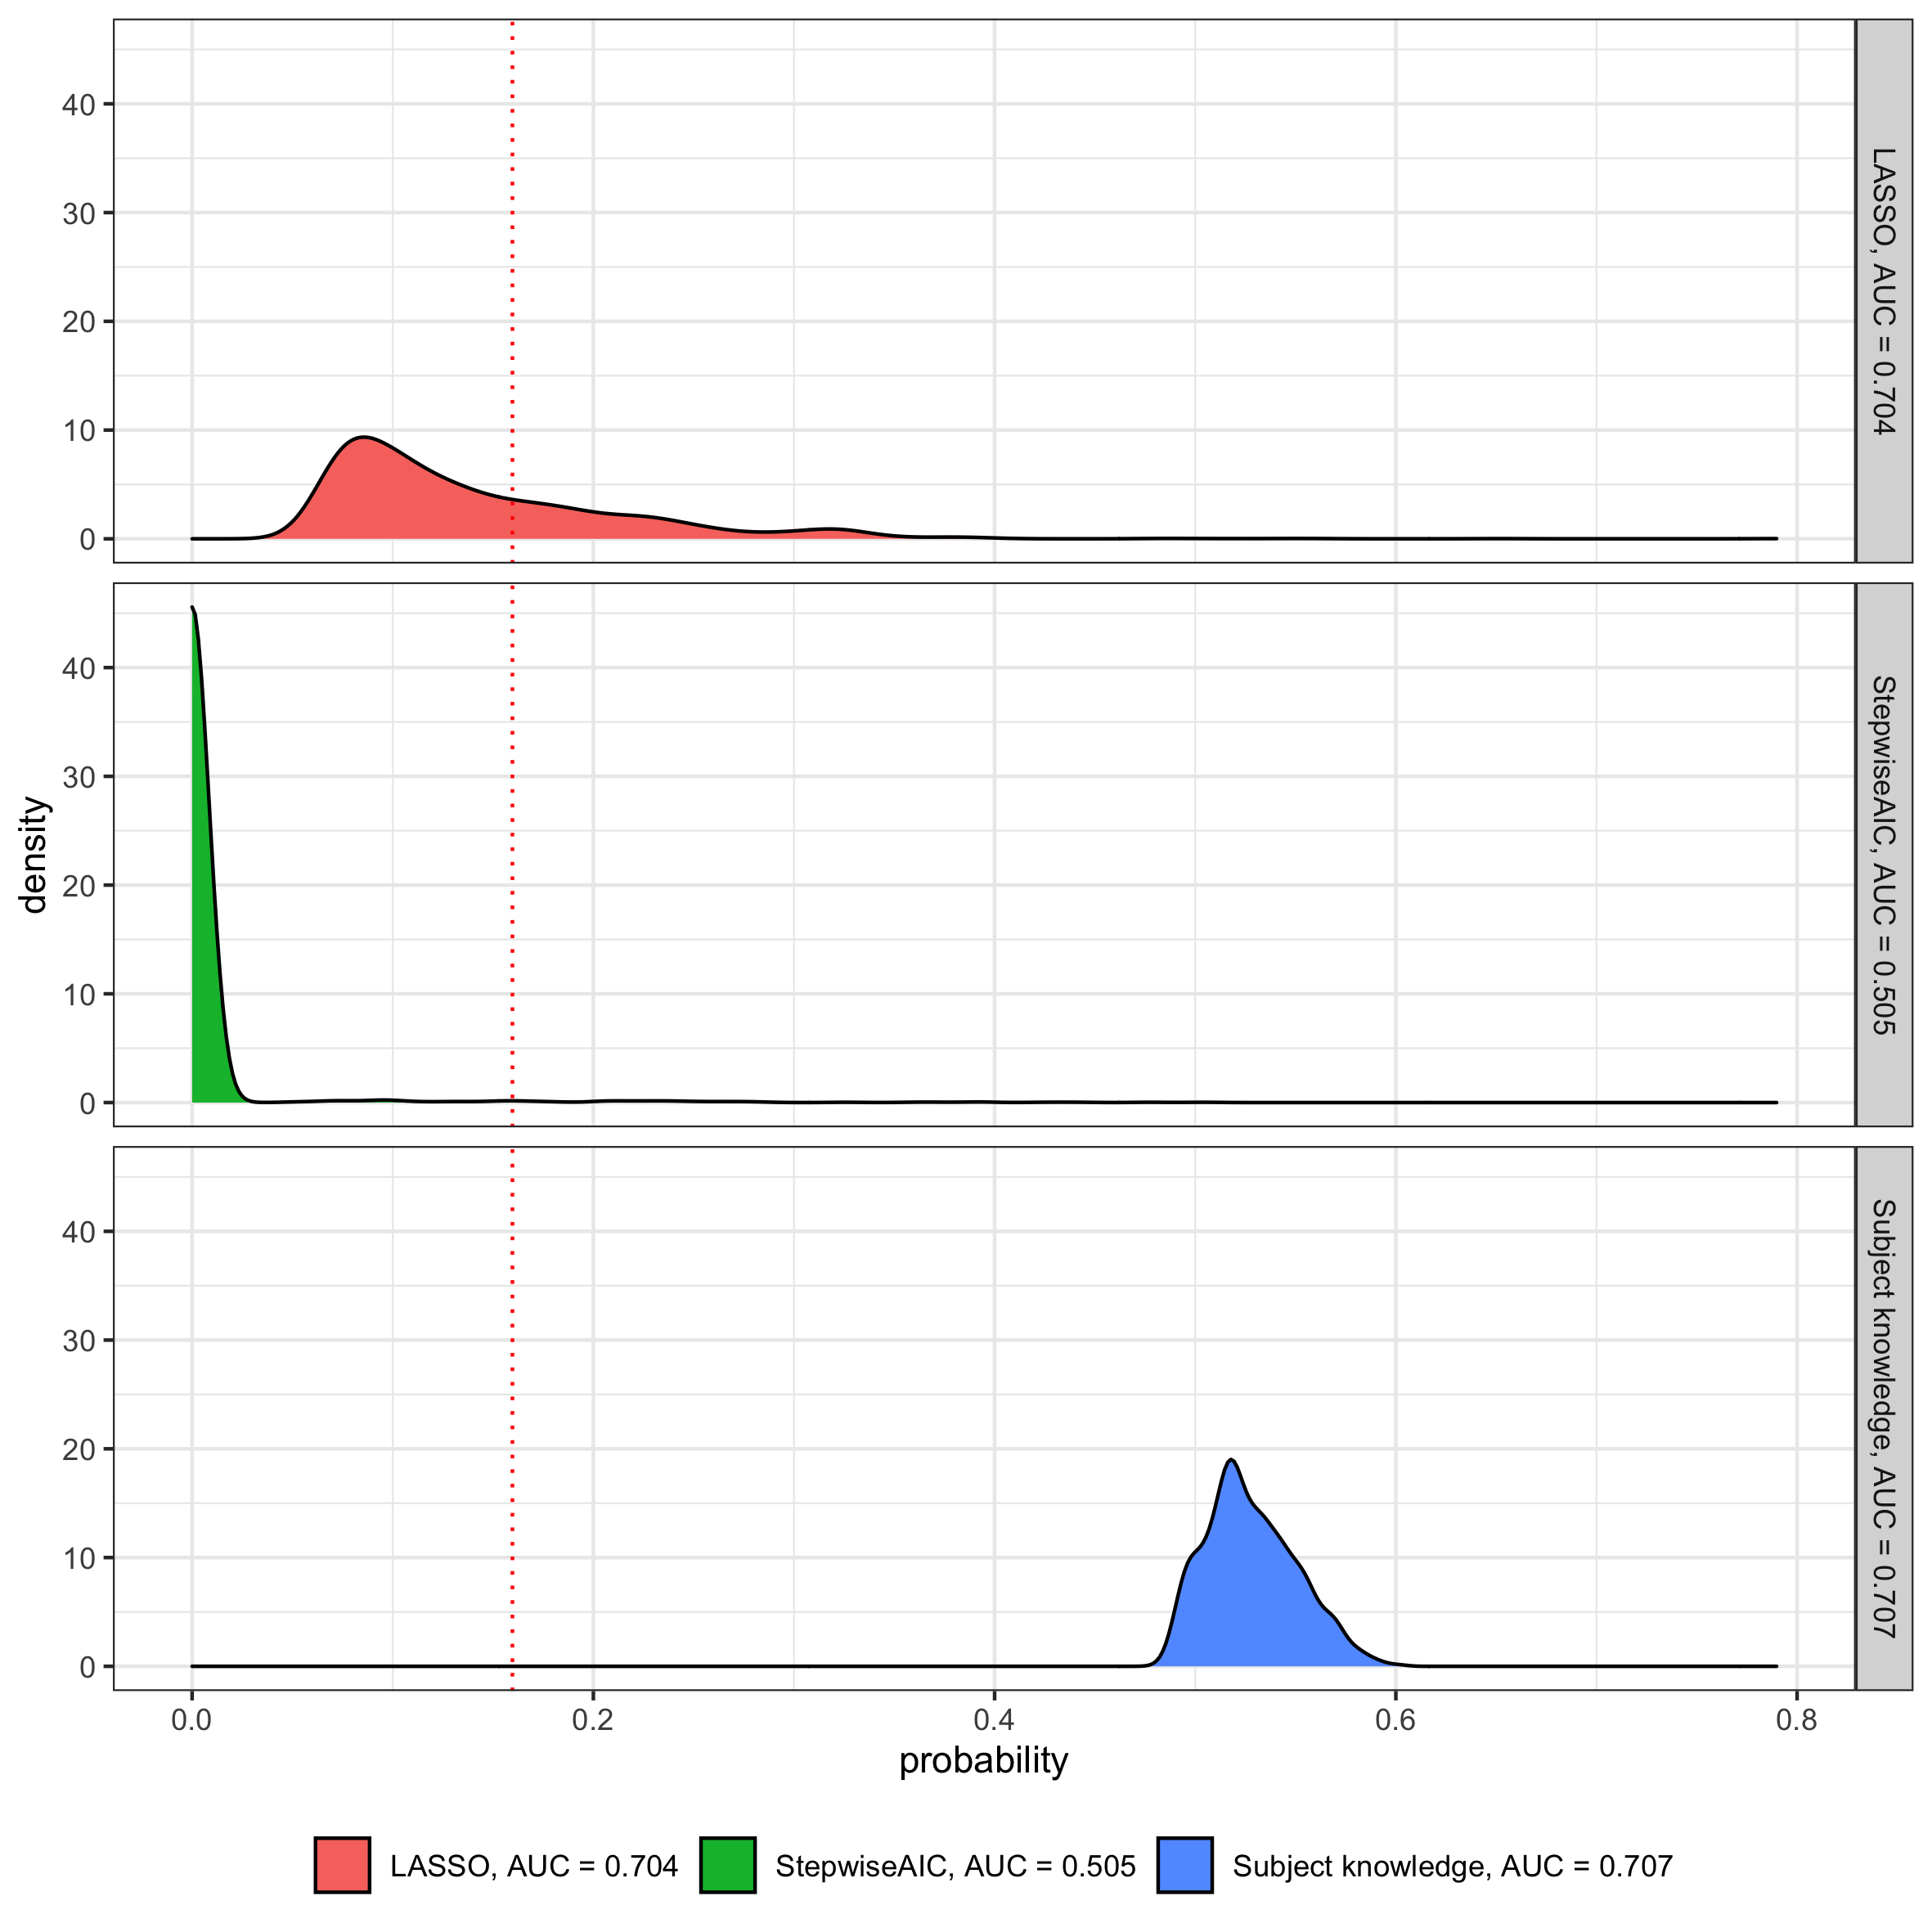 40
30
20
10
0
LASSO, AUC = 0.704
density
40
30
20
10
0
StepwiseAIC, AUC = 0.505
40
30
20
10
0
Subject knowledge, AUC = 0.707
0.0 0.2 0.4 0.6 0.8
probability
LASSO, AUC = 0.704 StepwiseAIC, AUC = 0.505 Subject knowledge, AUC = 0.707